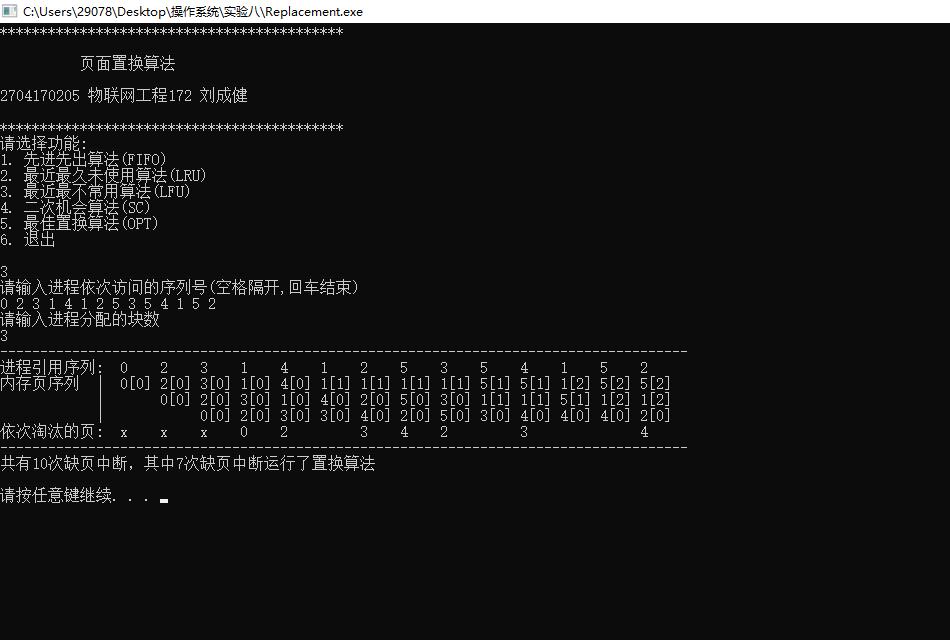 C:\Users\29078\Desktop\操作系统\实验八\Replacement.exe
*******************************************
页面置换算法
2704170205 物联网工程172 刘成健
*******************************************
请选择功能:
1. 先进先出算法(FIFO)
2. 最近最久未使用算法(LRU)
3. 最近最不常用算法(LFU)
4. 二次机会算法(SC)
5. 最佳置换算法(OPT)
6. 退出
3
请输入进程依次访问的序列号(空格隔开,回车结束)
0 2 3 1 4 1 2 5 3 5 4 1 5 2
请输入进程分配的块数
3
--------------------------------------------------------------------------------------
进程引用序列: 0 2 3 1 4 1 2 5 3 5 4 1 5 2
内存页序列 | 0[0] 2[0] 3[0] 1[0] 4[0] 1[1] 1[1] 1[1] 1[1] 5[1] 5[1] 1[2] 5[2] 5[2]
| 0[0] 2[0] 3[0] 1[0] 4[0] 2[0] 5[0] 3[0] 1[1] 1[1] 5[1] 1[2] 1[2]
| 0[0] 2[0] 3[0] 3[0] 4[0] 2[0] 5[0] 3[0] 4[0] 4[0] 4[0] 2[0]
依次淘汰的页: x x x 0 2 3 4 2 3 4
--------------------------------------------------------------------------------------
共有10次缺页中断，其中7次缺页中断运行了置换算法
请按任意键继续. . .